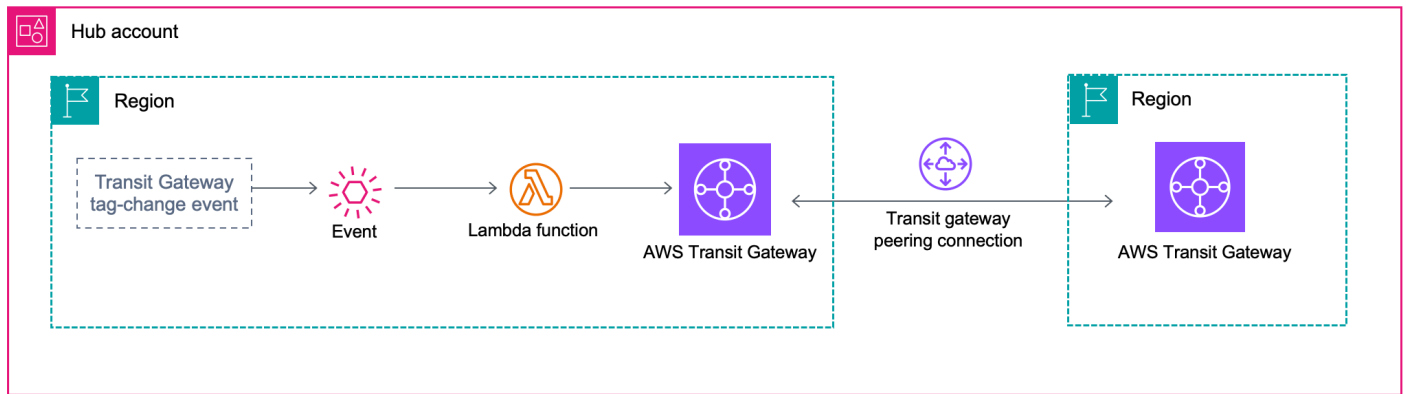 Hub account
Region
Region
Transit Gateway
tag-change event
Event
Lambda function
AWS Transit Gateway
Transit gateway
peering connection
AWS Transit Gateway